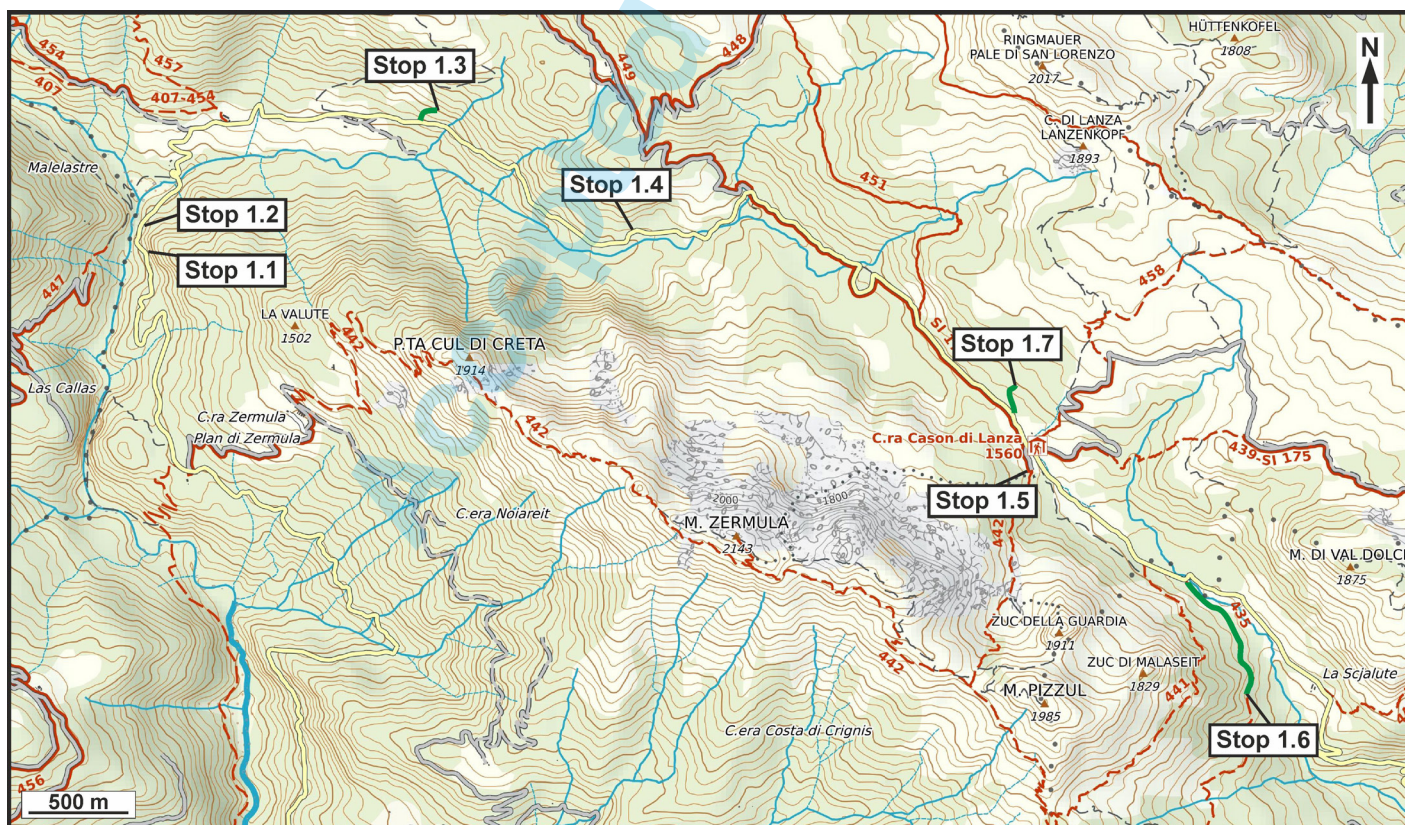 454
457
407
407-454
Stop 1.3
449
448
RINGMAUER
PALE DI SAN LORENZO
2017
HÜTTENKOFEL
1808
N
C. DI LANZA
LANZENKOPF
1893
Malelastre
Stop 1.2
Stop 1.4
451
Stop 1.1
447
458
LA VALUTE
1502
442
P.TA CUL DI CRETA
1914
SI 1
Stop 1.7
Las Callas
C.ra Zermula
Plan di Zermula
442
C.ra Cason di Lanza
1560
439-SI 175
2000
1800
Stop 1.5
C.era Noiareit
M. ZERMULA
2143
442
M. DI VAL DOLCE
1875
435
ZUC DELLA GUARDIA
1911
442
ZUC DI MALASEIT
1829
441
La Scjalute
M. PIZZUL
1985
C.era Costa di Crignis
Stop 1.6
456
500 m
Accepted